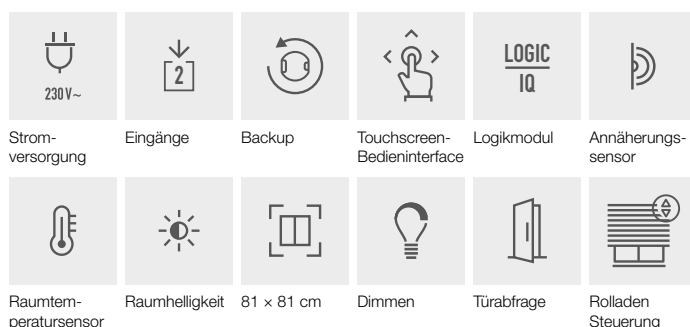 230 V~
2
LOGIC
IQ
Strom-
versorgung
Eingänge
Backup
Touchscreen-
Bedieninterface
Logikmodul
Annäherungs-
sensor
Raumtem-
peratursensor
Raumhelligkeit
81 × 81 cm
Dimmen
Türabfrage
Rolladen
Steuerung